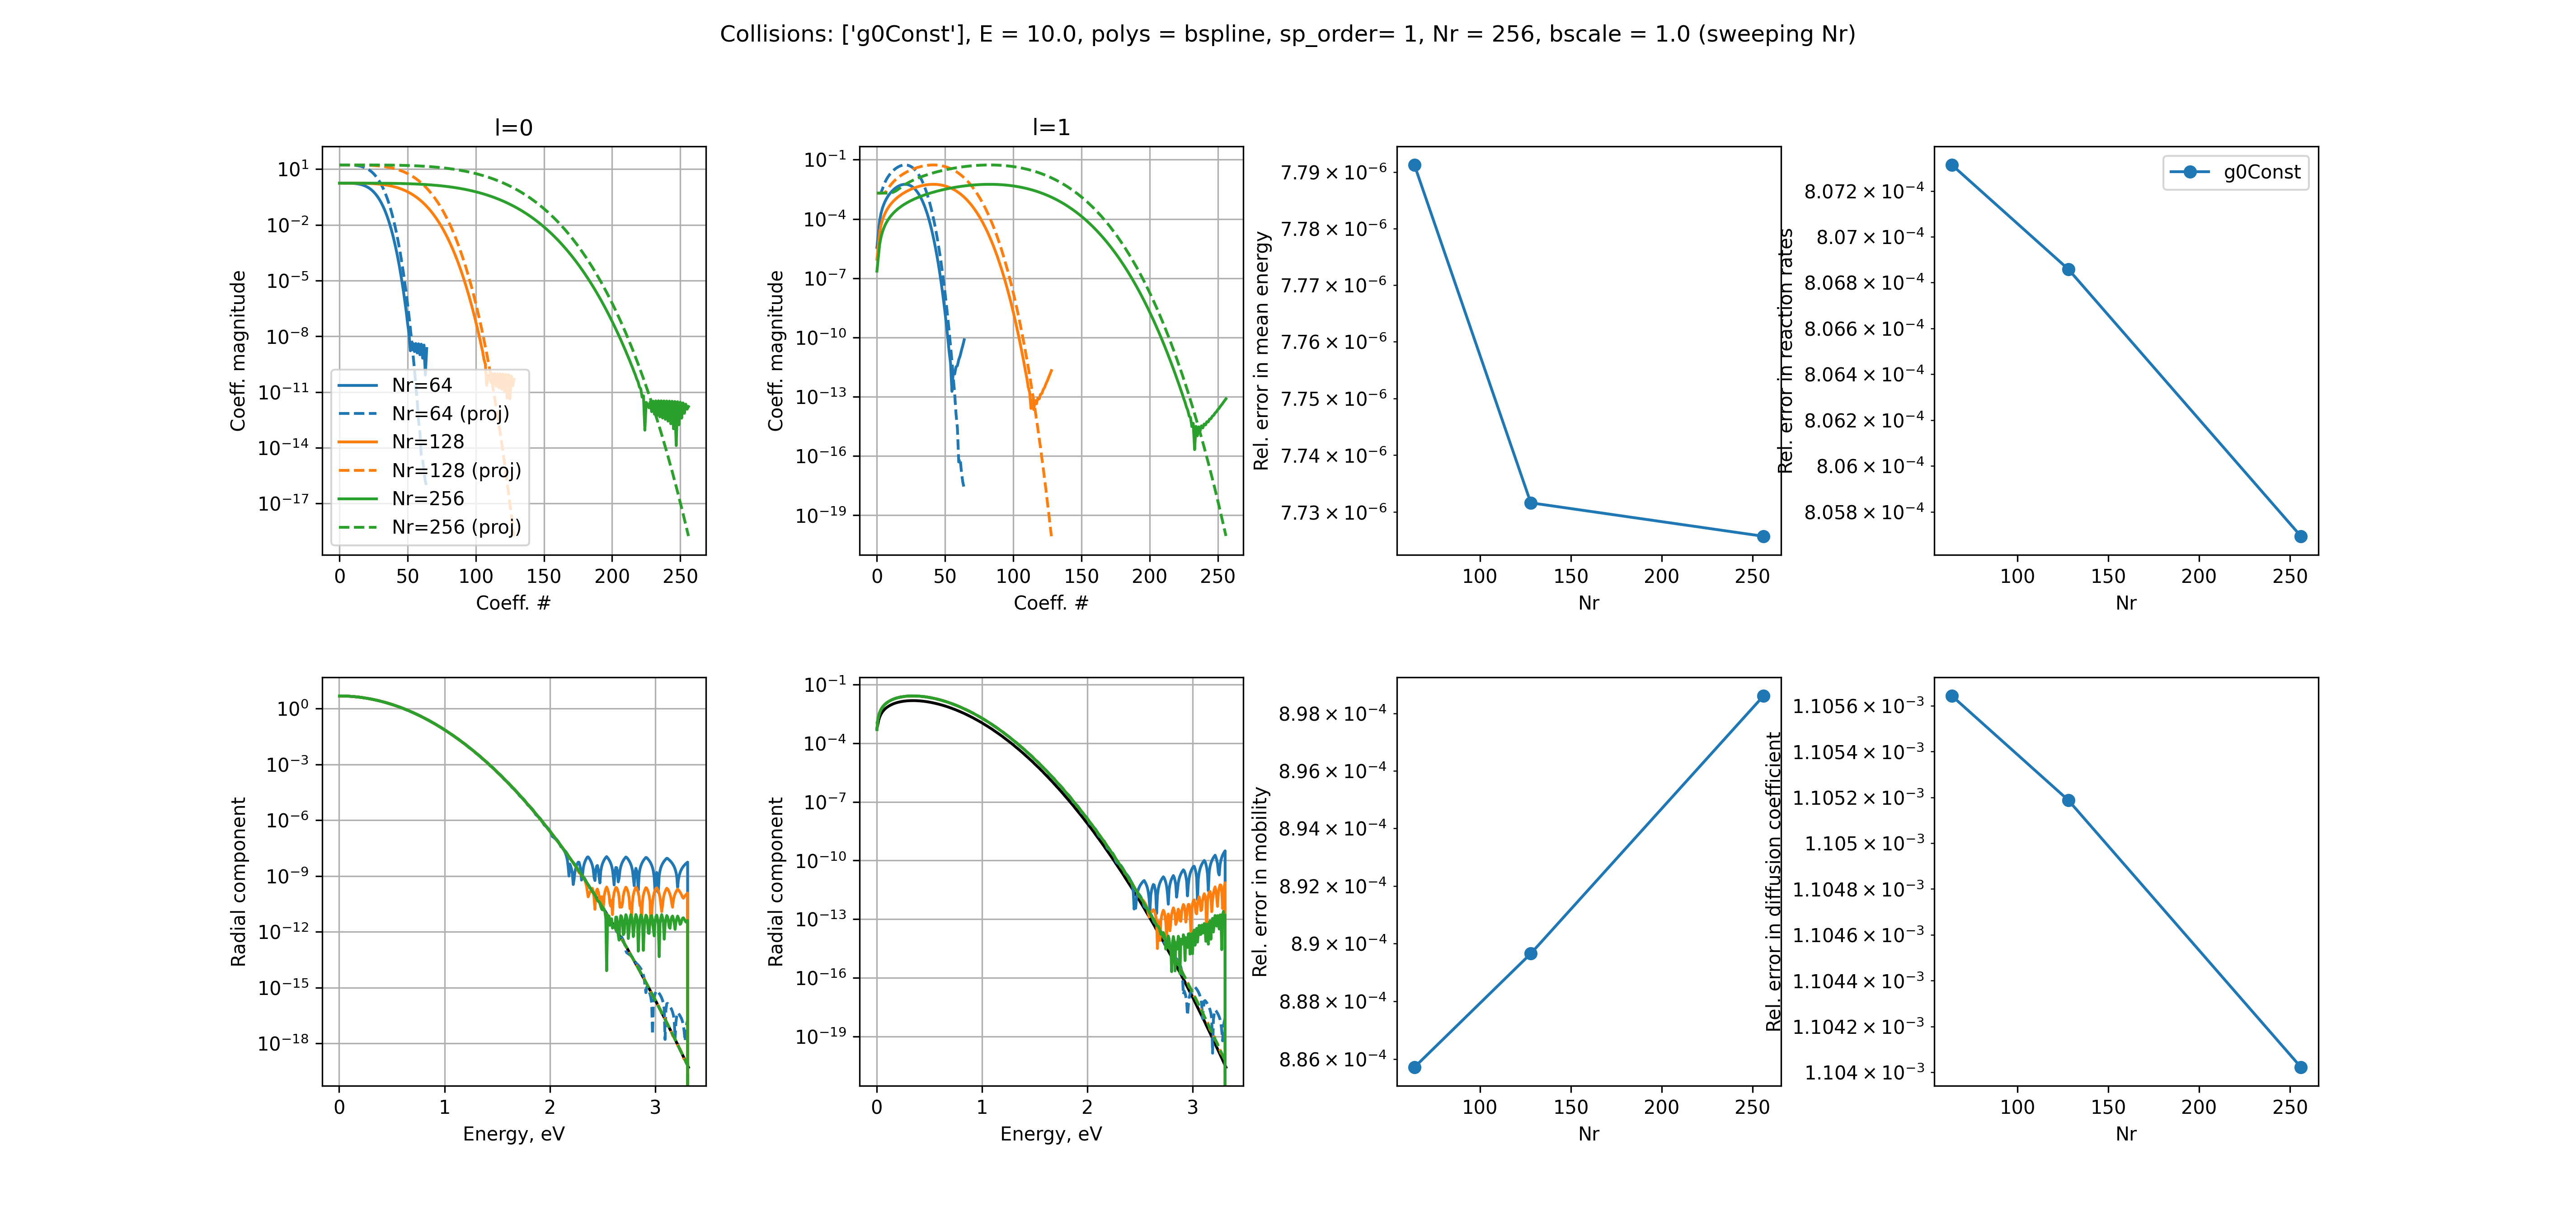 Collisions: ['g0Const'], E = 10.0, polys = bspline, sp_order= 1, Nr = 256, bscale = 1.0 (sweeping Nr)
l=0
Coeff. magnitude
10^1
10^-2
10^-5
10^-8
10^-11
10^-14
10^-17
Nr=64
Nr=64 (proj)
Nr=128
Nr=128 (proj)
Nr=256
Nr=256 (proj)
0 50 100 150 200 250
Coeff. #
l=1
Coeff. magnitude
10^-1
10^-4
10^-7
10^-10
10^-13
10^-16
10^-19
0 50 100 150 200 250
Coeff. #
Rel. error in mean energy
7.79 × 10^-6
7.78 × 10^-6
7.77 × 10^-6
7.76 × 10^-6
7.75 × 10^-6
7.74 × 10^-6
7.73 × 10^-6
100 150 200 250
Nr
Rel. error in reaction rates
8.072 × 10^-4
8.07 × 10^-4
8.068 × 10^-4
8.066 × 10^-4
8.064 × 10^-4
8.062 × 10^-4
8.06 × 10^-4
8.058 × 10^-4
g0Const
100 150 200 250
Nr
Radial component
10^0
10^-3
10^-6
10^-9
10^-12
10^-15
10^-18
0 1 2 3
Energy, eV
Radial component
10^-1
10^-4
10^-7
10^-10
10^-13
10^-16
10^-19
0 1 2 3
Energy, eV
Rel. error in mobility
8.98 × 10^-4
8.96 × 10^-4
8.94 × 10^-4
8.92 × 10^-4
8.9 × 10^-4
8.88 × 10^-4
8.86 × 10^-4
100 150 200 250
Nr
Rel. error in diffusion coefficient
1.1056 × 10^-3
1.1054 × 10^-3
1.1052 × 10^-3
1.105 × 10^-3
1.1048 × 10^-3
1.1046 × 10^-3
1.1044 × 10^-3
1.1042 × 10^-3
1.104 × 10^-3
100 150 200 250
Nr